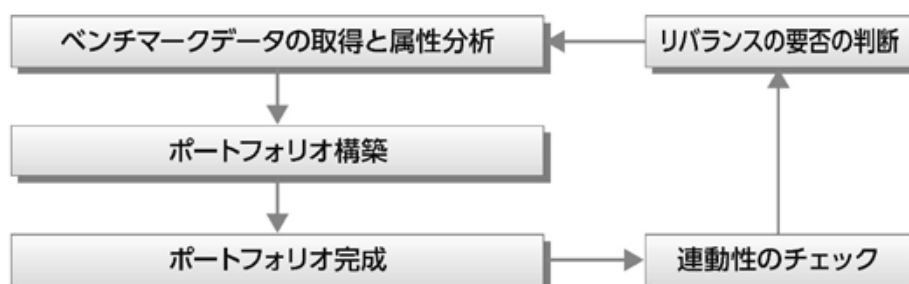 ベンチマークデータの取得と属性分析
リバランスの要否の判断
ポートフォリオ構築
ポートフォリオ完成
連動性のチェック